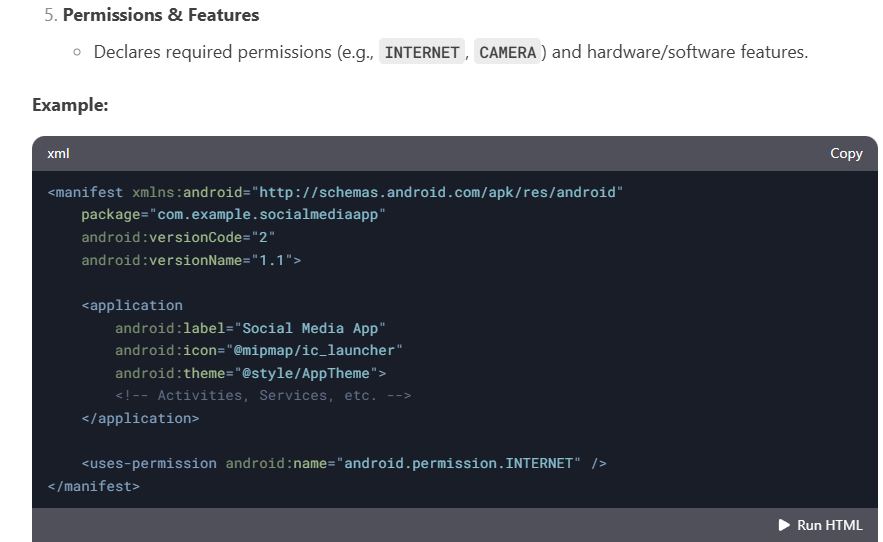 5. Permissions & Features
◦ Declares required permissions (e.g., INTERNET, CAMERA) and hardware/software features.
Example:
xml Copy
<manifest xmlns:android="http://schemas.android.com/apk/res/android"
    package="com.example.socialmediaapp"
    android:versionCode="2"
    android:versionName="1.1">

    <application
        android:label="Social Media App"
        android:icon="@mipmap/ic_launcher"
        android:theme="@style/AppTheme">
        <!-- Activities, Services, etc. -->
    </application>

    <uses-permission android:name="android.permission.INTERNET" />
</manifest>
▶ Run HTML